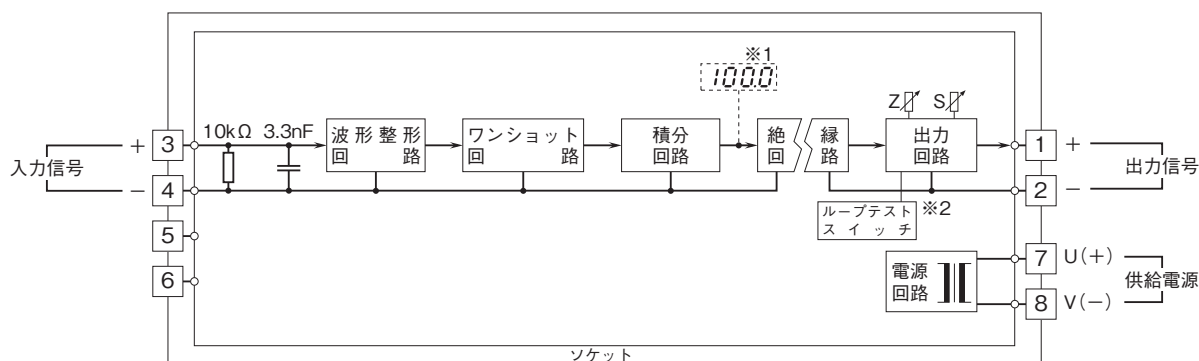 ※1
100.0
Z
S
10kΩ 3.3nF
波形整形
回路
ワンショット
回路
積分
回路
絶縁
回路
出力
回路
3
+
4
−
入力信号
5
6
1
+
2
−
出力信号
ループテスト
スイッチ
※2
電源
回路
7
U(+)
8
V(−)
供給電源
ソケット